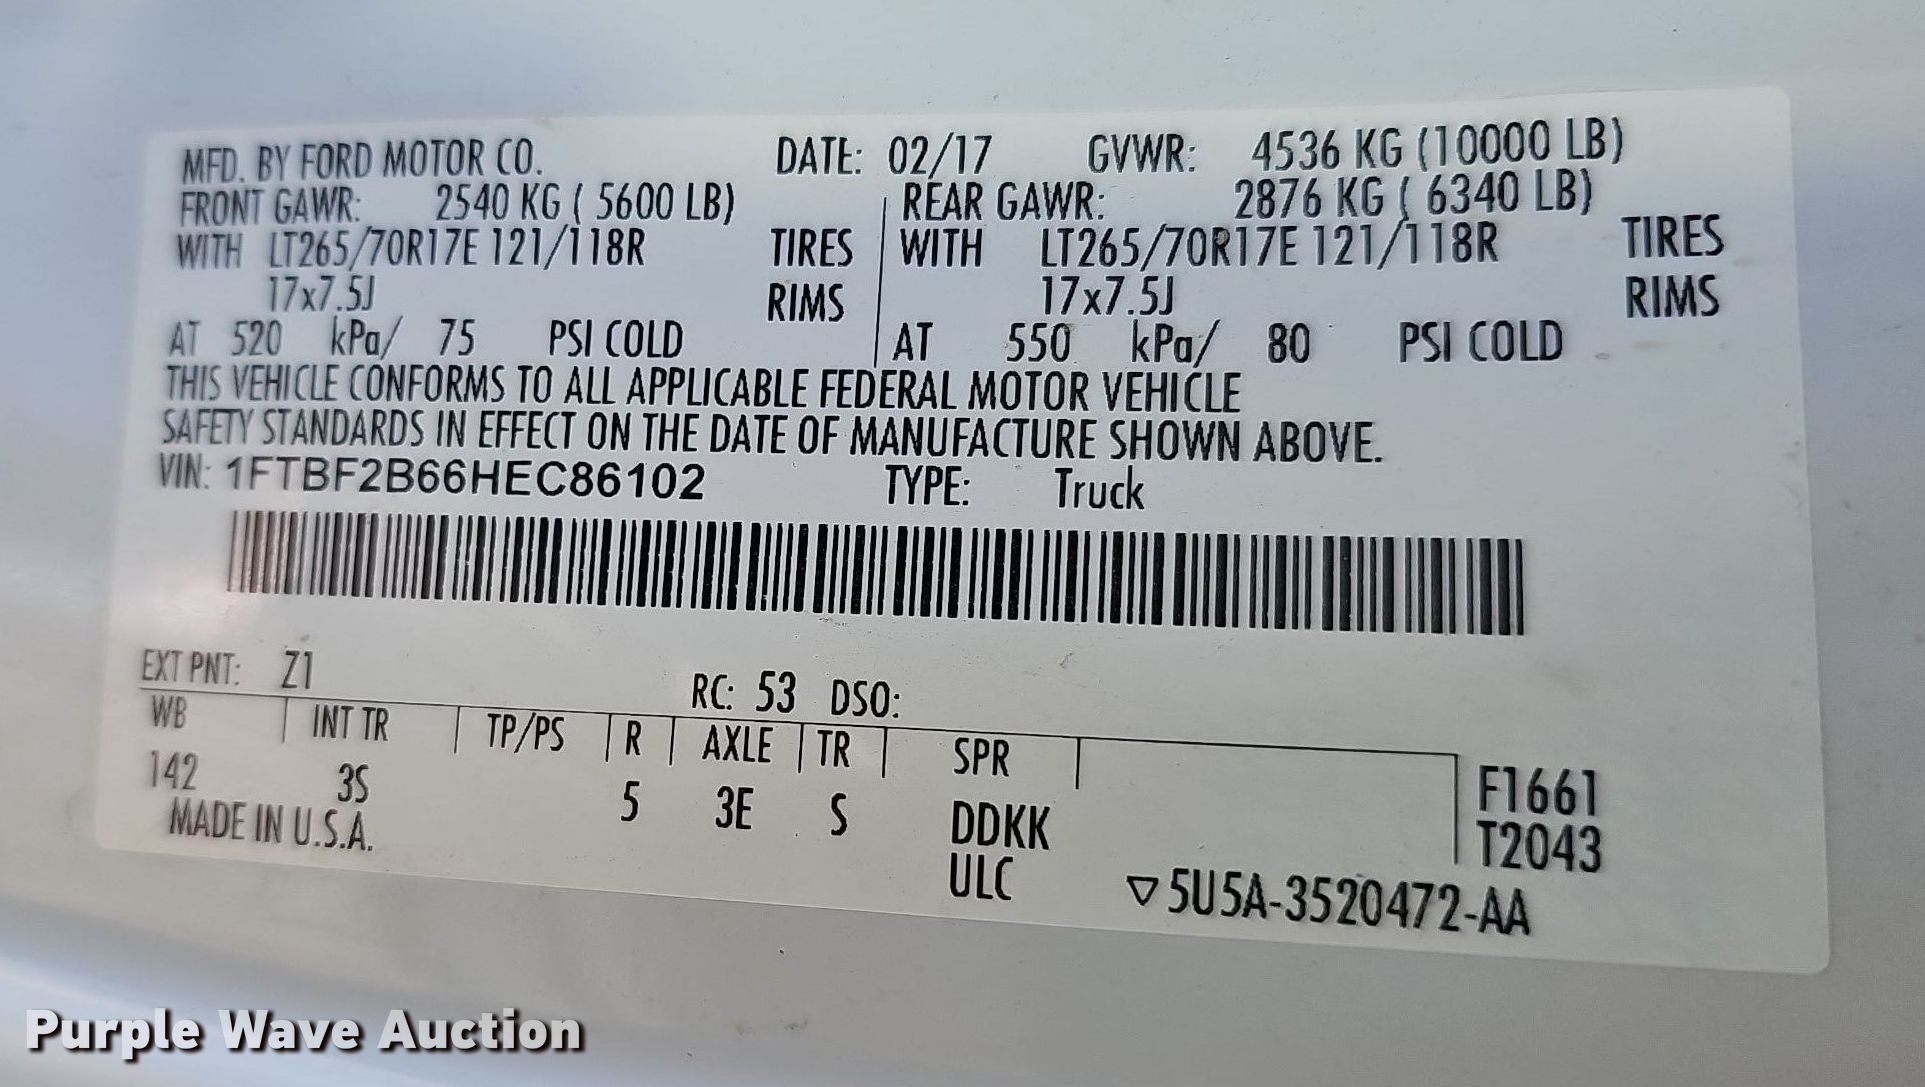 MFD. BY FORD MOTOR CO. DATE: 02/17 GVWR: 4536 KG (10000 LB)
FRONT GAWR: 2540 KG ( 5600 LB) REAR GAWR: 2876 KG ( 6340 LB)
WITH LT265/70R17E 121/118R TIRES WITH LT265/70R17E 121/118R TIRES
17x7.5J RIMS 17x7.5J RIMS
AT 520 kPa/ 75 PSI COLD AT 550 kPa/ 80 PSI COLD
THIS VEHICLE CONFORMS TO ALL APPLICABLE FEDERAL MOTOR VEHICLE
SAFETY STANDARDS IN EFFECT ON THE DATE OF MANUFACTURE SHOWN ABOVE.
VIN: 1FTBF2B66HEC86102 TYPE: Truck
EXT PNT: Z1 RC: 53 DSO:
WB INT TR TP/PS R AXLE TR SPR
142 3S 5 3E S DDKK F1661
MADE IN U.S.A. ULC T2043
▽5U5A-3520472-AA
Purple Wave Auction